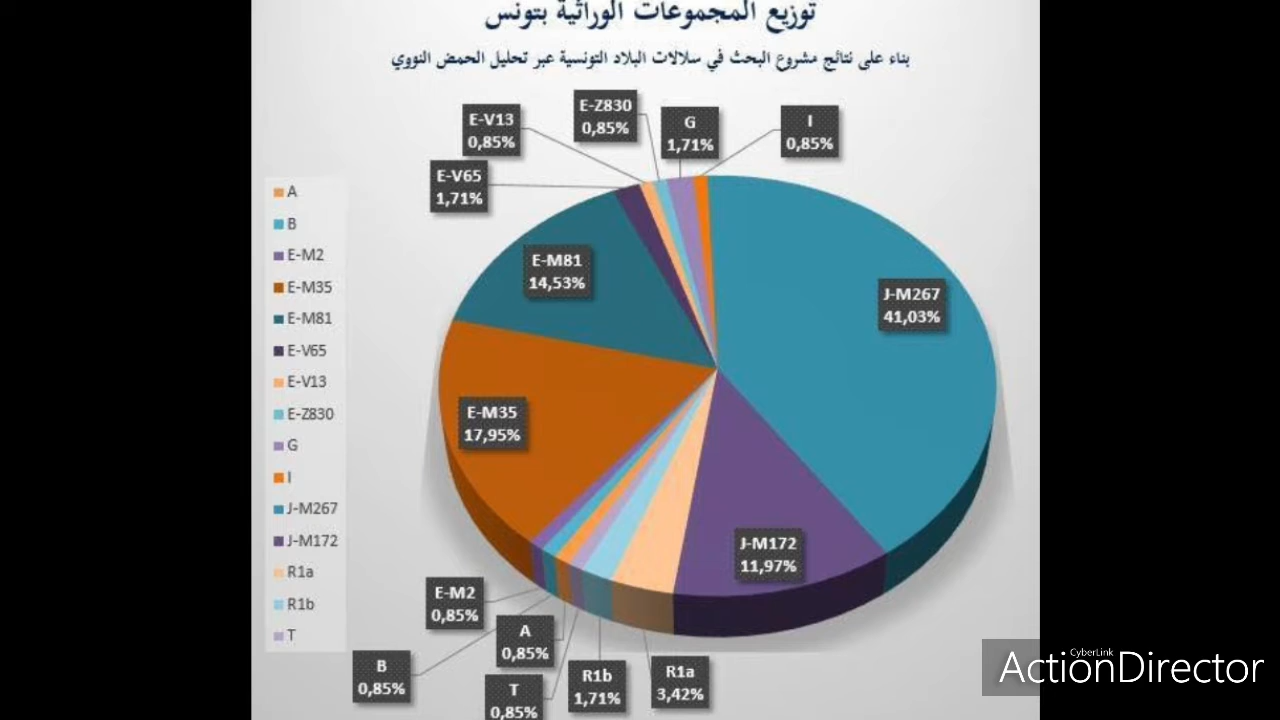 توزيع المجموعات الوراثية بتونس
بناء على نتائج مشروع البحث في سلالات البلاد التونسية عبر تحليل الحمض النووي
E-Z830
0,85%
E-V13
0,85%
G
1,71%
I
0,85%
E-V65
1,71%
E-M81
14,53%
J-M267
41,03%
E-M35
17,95%
J-M172
11,97%
E-M2
0,85%
A
0,85%
B
0,85%
T
0,85%
R1b
1,71%
R1a
3,42%
A
B
E-M2
E-M35
E-M81
E-V65
E-V13
E-Z830
G
I
J-M267
J-M172
R1a
R1b
T
CyberLink
ActionDirector